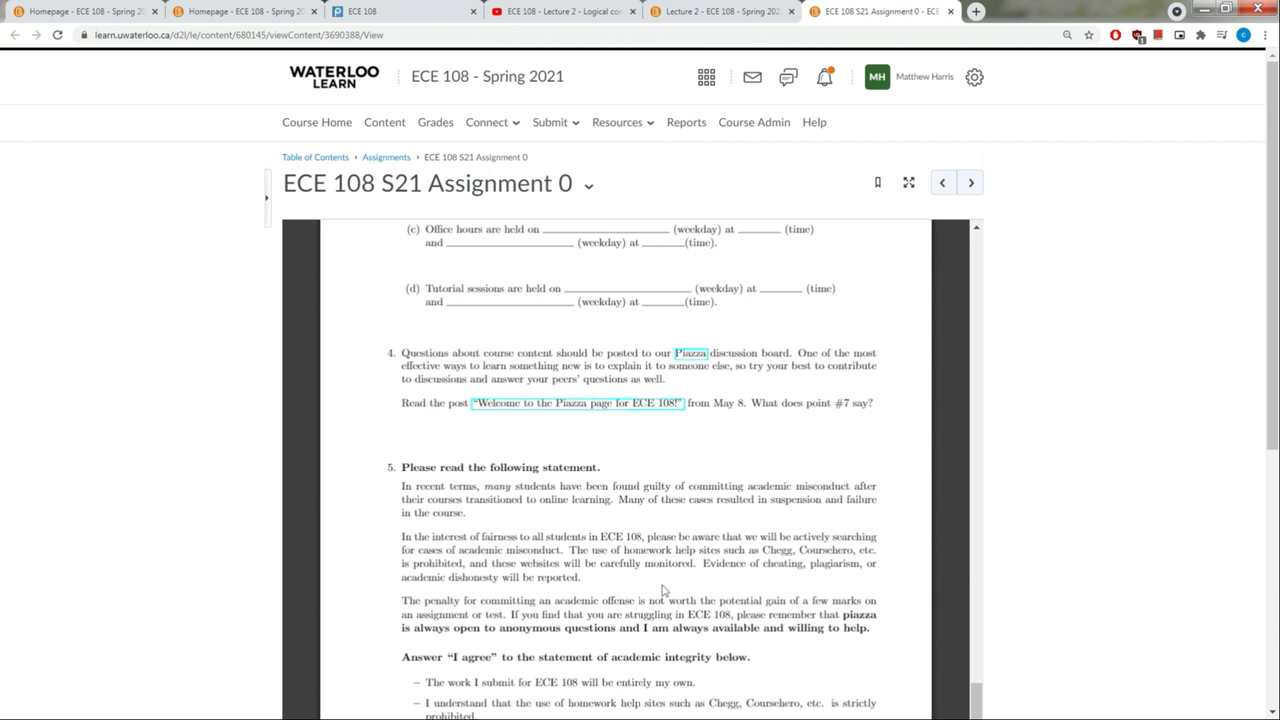 Homepage - ECE 108 - Spring 20
Homepage - ECE 108 - Spring 20
ECE 108
ECE 108 - Lecture 2 - Logical co
Lecture 2 - ECE 108 - Spring 202
ECE 108 S21 Assignment 0 - ECE
learn.uwaterloo.ca/d2l/le/content/680145/viewContent/3690388/View
WATERLOO
LEARN
ECE 108 - Spring 2021
MH
Matthew Harris
Course Home
Content
Grades
Connect
Submit
Resources
Reports
Course Admin
Help
Table of Contents › Assignments › ECE 108 S21 Assignment 0
ECE 108 S21 Assignment 0
(c) Office hours are held on ____________ (weekday) at ______ (time)
and ____________ (weekday) at ______(time).
(d) Tutorial sessions are held on ____________ (weekday) at ______ (time)
and ____________ (weekday) at ______(time).
4. Questions about course content should be posted to our Piazza discussion board. One of the most
effective ways to learn something new is to explain it to someone else, so try your best to contribute
to discussions and answer your peers' questions as well.
Read the post "Welcome to the Piazza page for ECE 108!" from May 8. What does point #7 say?
5. Please read the following statement.
In recent terms, many students have been found guilty of committing academic misconduct after
their courses transitioned to online learning. Many of these cases resulted in suspension and failure
in the course.
In the interest of fairness to all students in ECE 108, please be aware that we will be actively searching
for cases of academic misconduct. The use of homework help sites such as Chegg, Coursehero, etc.
is prohibited, and these websites will be carefully monitored. Evidence of cheating, plagiarism, or
academic dishonesty will be reported.
The penalty for committing an academic offense is not worth the potential gain of a few marks on
an assignment or test. If you find that you are struggling in ECE 108, please remember that piazza
is always open to anonymous questions and I am always available and willing to help.
Answer "I agree" to the statement of academic integrity below.
– The work I submit for ECE 108 will be entirely my own.
– I understand that the use of homework help sites such as Chegg, Coursehero, etc. is strictly
prohibited.